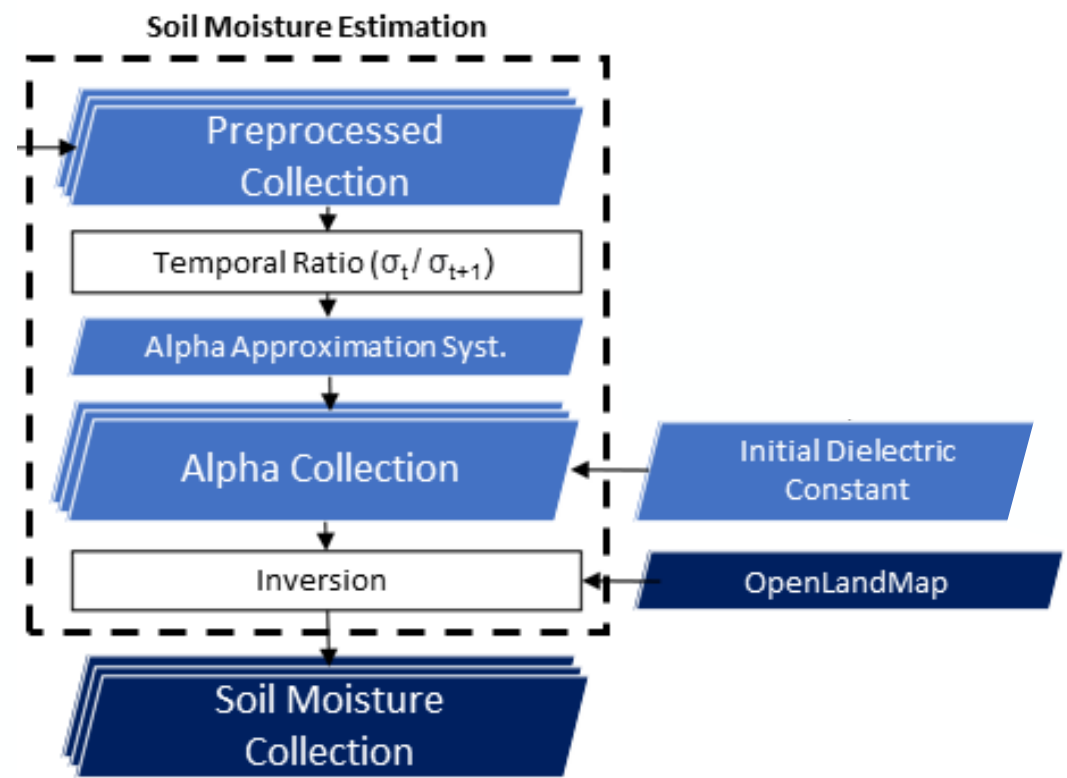 Soil Moisture Estimation
Preprocessed
Collection
Temporal Ratio (σt / σt+1)
Alpha Approximation Syst.
Alpha Collection
Initial Dielectric
Constant
Inversion
OpenLandMap
Soil Moisture
Collection